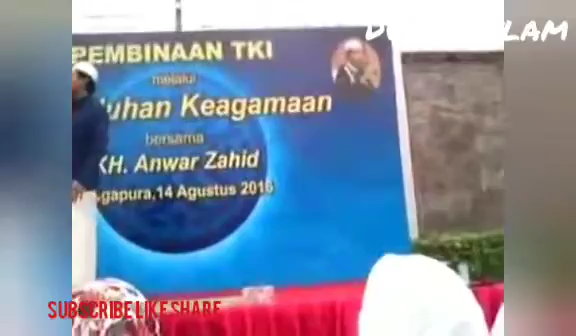 PEMBINAAN TKI
melalui
uhan Keagamaan
bersama
KH. Anwar Zahid
gapura, 14 Agustus 2016
SUBSCRIBE LIKE SHARE